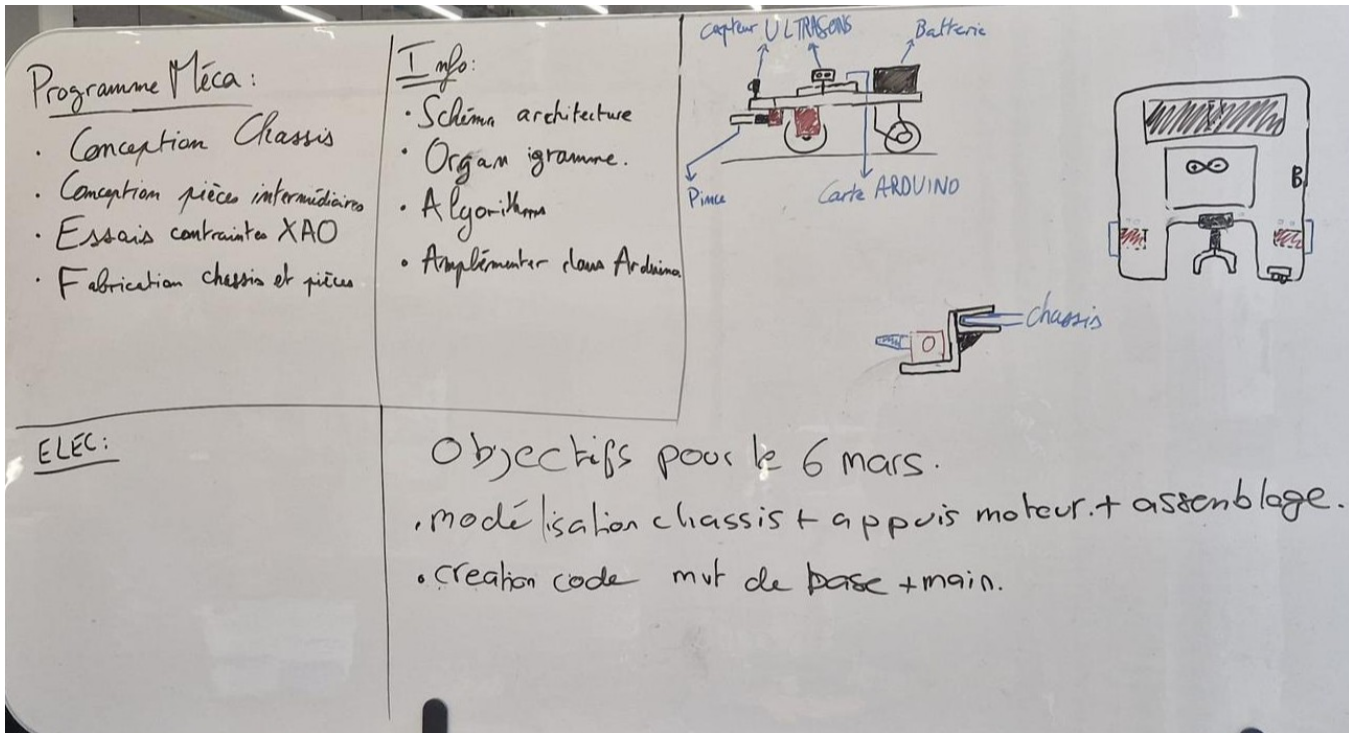 Programme Méca :
. Conception Chassis
. Conception pièces intermédiaires
. Essais contraintes XAO
. Fabrication chassis et pièces
Info :
. Schéma architecture
. Organigramme.
. Algorithme
. Amplémenter dans Arduino
capteur ULTRASONS
Batterie
Pince
Carte ARDUINO
B
chassis
ELEC :
Objectifs pour le 6 mars.
. modélisation chassis + appuis moteur. + assemblage.
. creation code mvt de base + main.